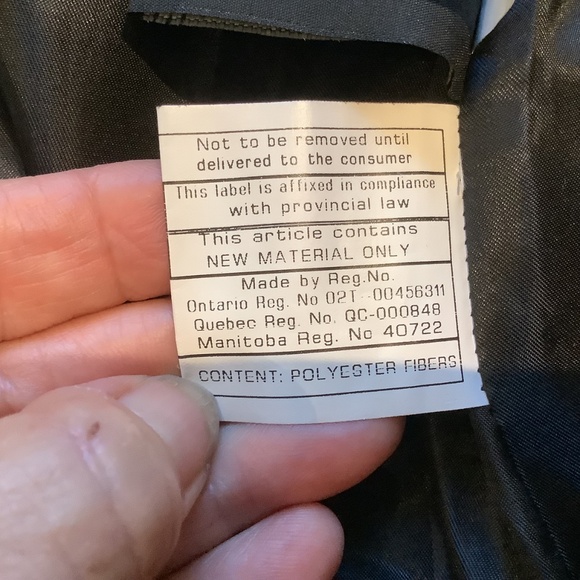 Not to be removed until
delivered to the consumer
This label is affixed in compliance
with provincial law
This article contains
NEW MATERIAL ONLY
Made by Reg.No.
Ontario Reg. No 02T-00456311
Quebec Reg. No. QC-000848
Manitoba Reg. No 40722
CONTENT: POLYESTER FIBERS